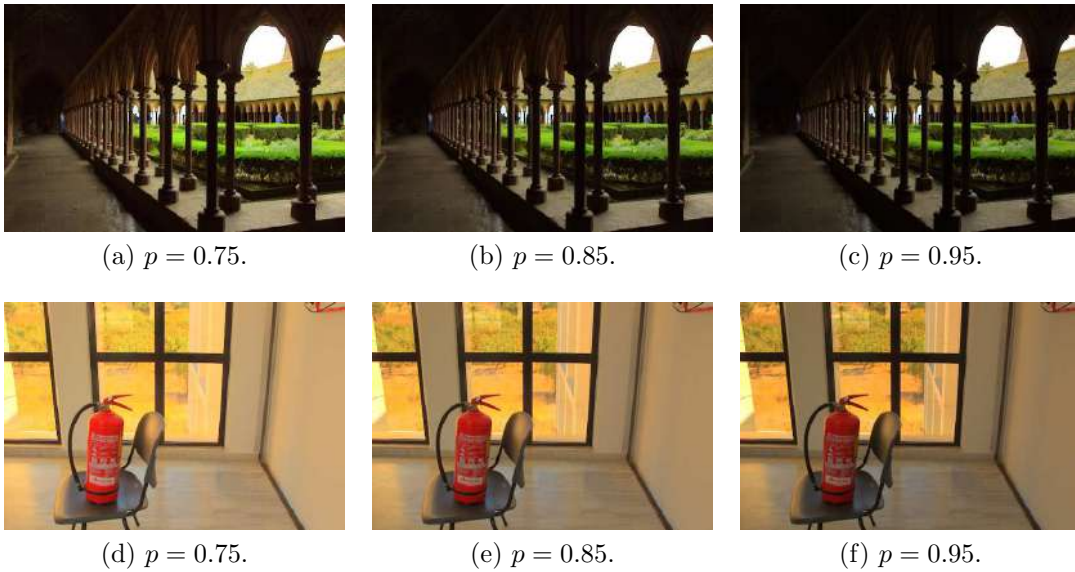 (a) p = 0.75.
(b) p = 0.85.
(c) p = 0.95.
(d) p = 0.75.
(e) p = 0.85.
(f) p = 0.95.